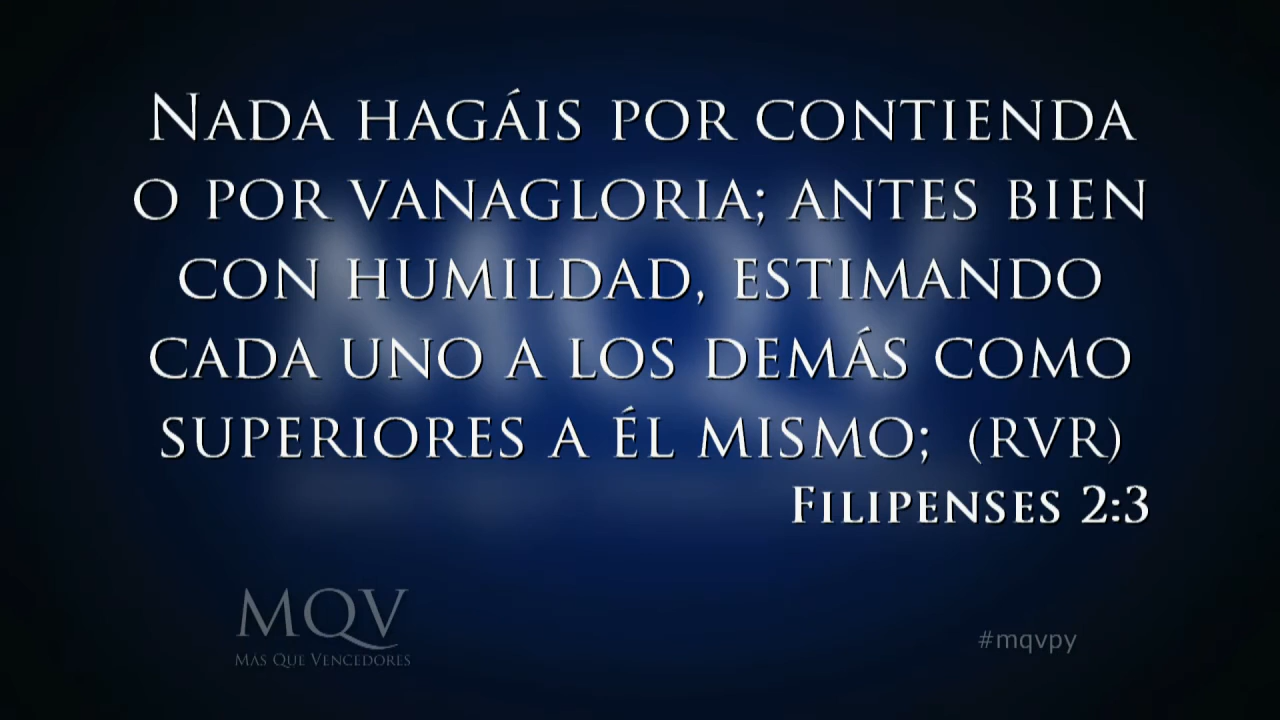 Nada hagáis por contienda
o por vanagloria; antes bien
con humildad, estimando
cada uno a los demás como
superiores a él mismo; (RVR)
Filipenses 2:3
MQV
Más Que Vencedores
#mqvpy